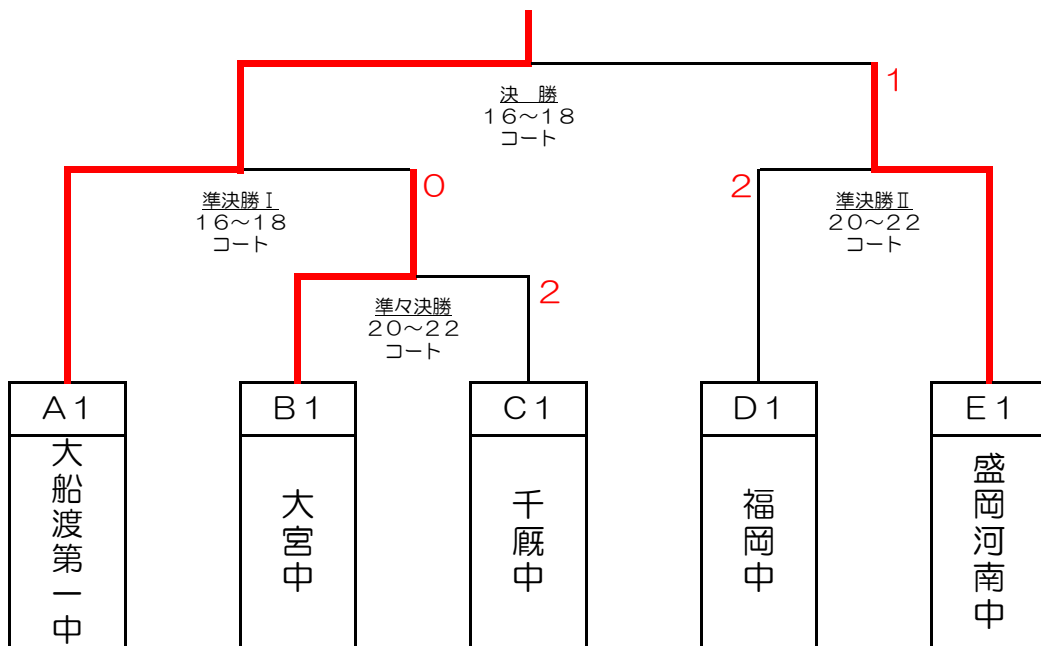 決　勝
１６～１８
コート
1
準決勝Ⅰ
１６～１８
コート
0
2
準決勝Ⅱ
２０～２２
コート
準々決勝
２０～２２
コート
2
Ａ１
Ｂ１
Ｃ１
Ｄ１
Ｅ１
大船渡第一中
大宮中
千厩中
福岡中
盛岡河南中